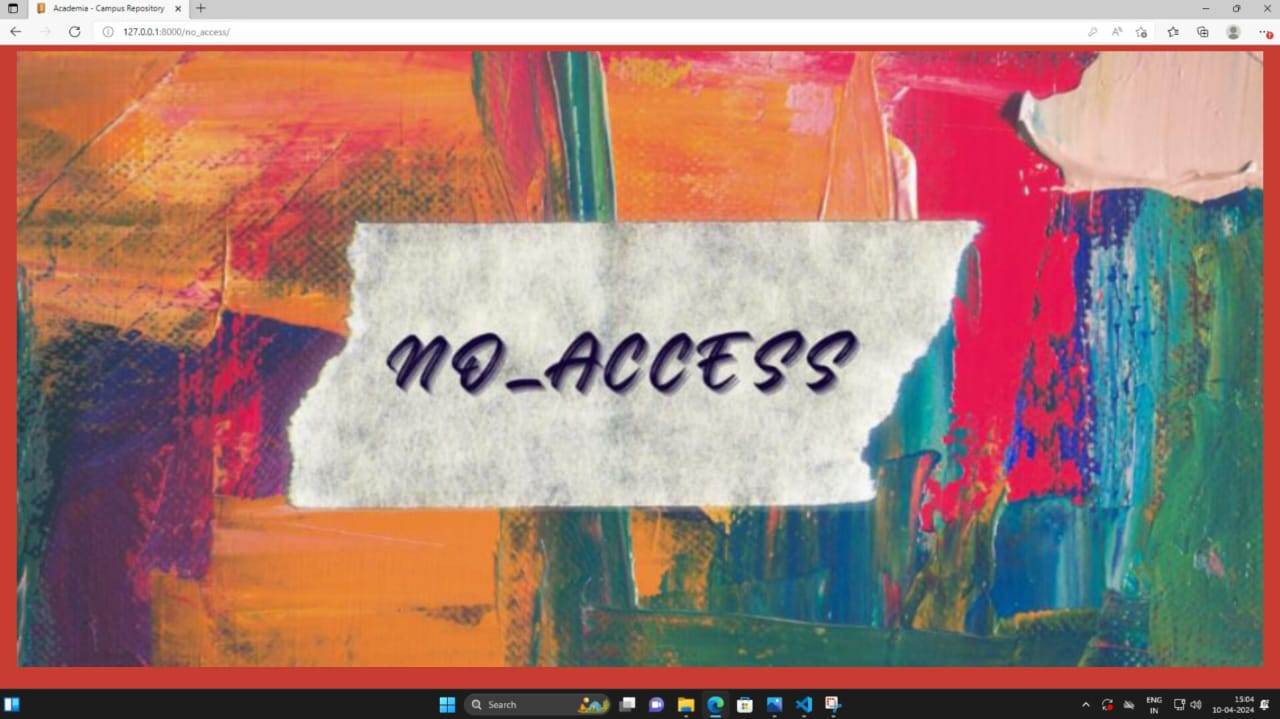 Academia - Campus Repository
127.0.0.1:8000/no_access/
NO_ACCESS
Search
ENG
IN
15:04
10-04-2024